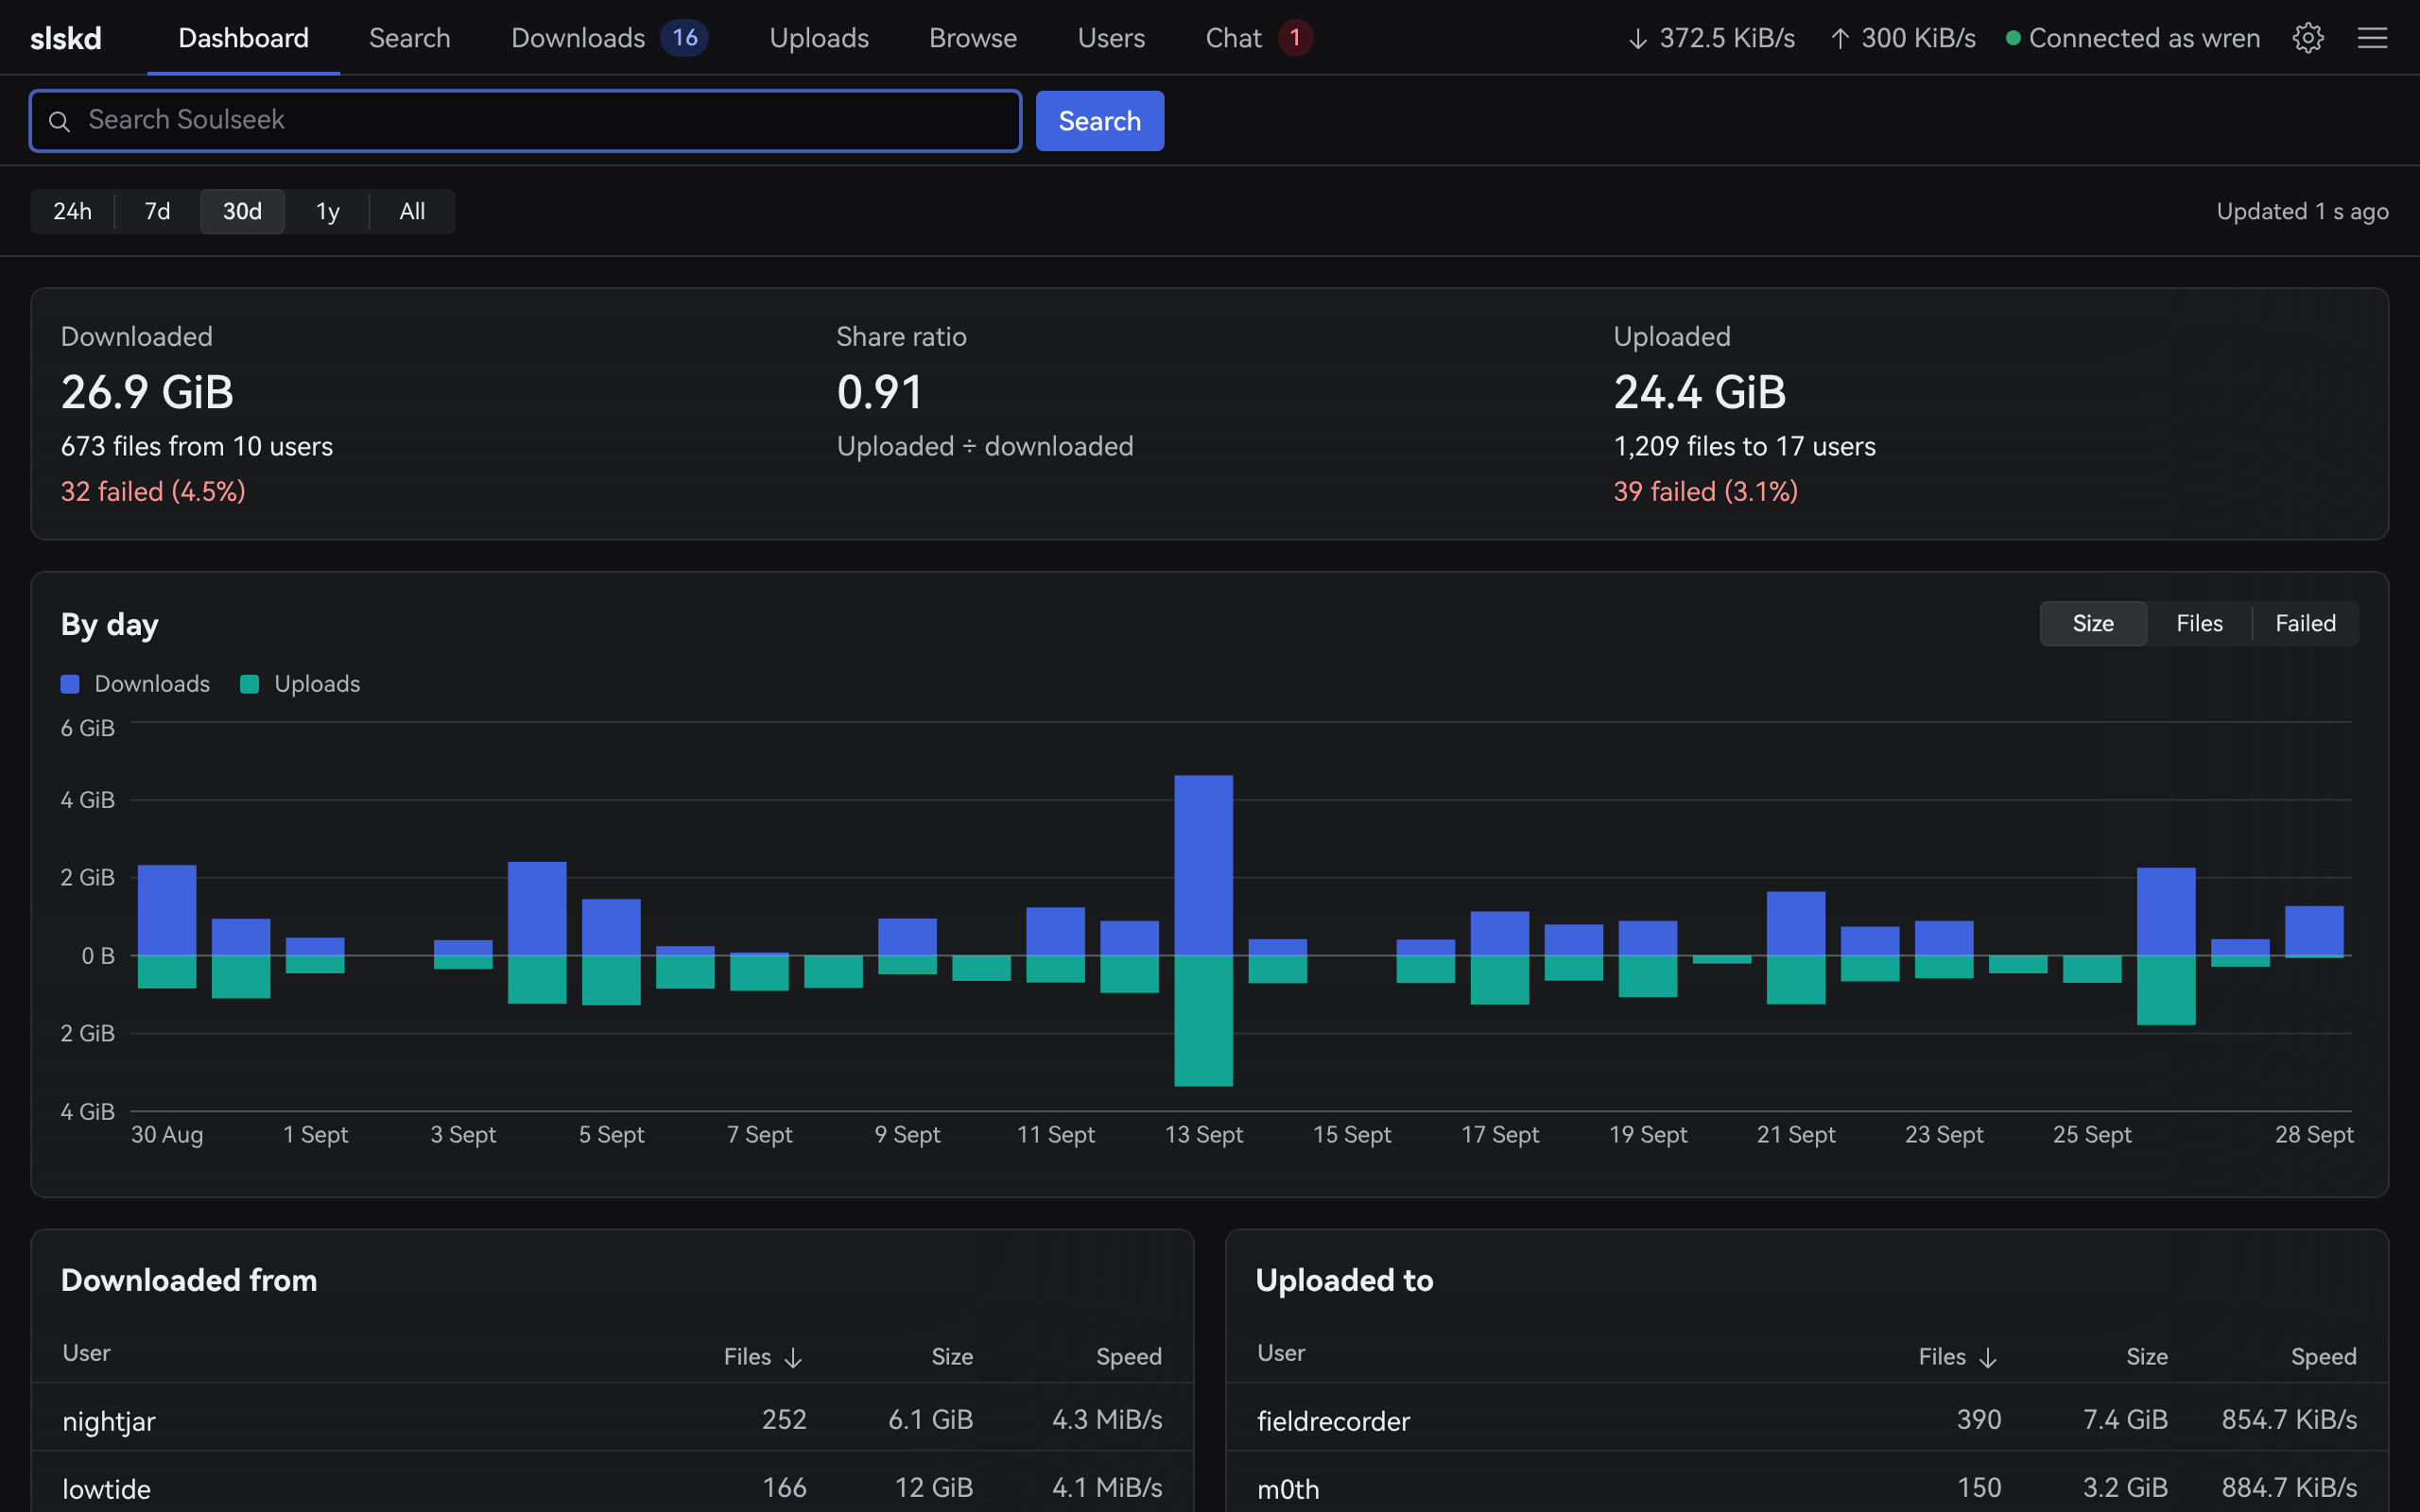 slskd Dashboard Search Downloads 16 Uploads Browse Users Chat 1 ↓ 372.5 KiB/s ↑ 300 KiB/s Connected as wren
Search Soulseek Search
24h 7d 30d 1y All Updated 1 s ago
Downloaded Share ratio Uploaded
26.9 GiB 0.91 24.4 GiB
673 files from 10 users Uploaded ÷ downloaded 1,209 files to 17 users
32 failed (4.5%) 39 failed (3.1%)
By day Size Files Failed
Downloads Uploads
6 GiB
4 GiB
2 GiB
0 B
2 GiB
4 GiB
30 Aug 1 Sept 3 Sept 5 Sept 7 Sept 9 Sept 11 Sept 13 Sept 15 Sept 17 Sept 19 Sept 21 Sept 23 Sept 25 Sept 28 Sept
Downloaded from
User Files ↓ Size Speed
nightjar 252 6.1 GiB 4.3 MiB/s
lowtide 166 12 GiB 4.1 MiB/s
Uploaded to
User Files ↓ Size Speed
fieldrecorder 390 7.4 GiB 854.7 KiB/s
m0th 150 3.2 GiB 884.7 KiB/s